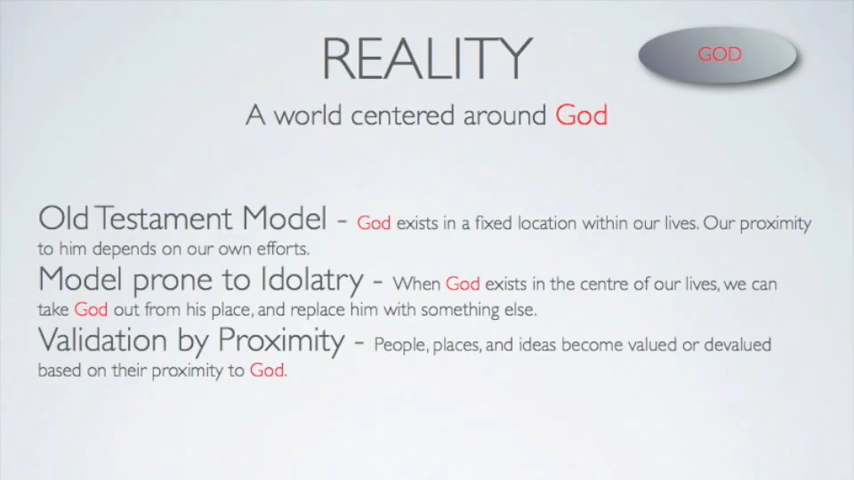 REALITY
GOD
A world centered around God
Old Testament Model - God exists in a fixed location within our lives. Our proximity
to him depends on our own efforts.
Model prone to Idolatry - When God exists in the centre of our lives, we can
take God out from his place, and replace him with something else.
Validation by Proximity - People, places, and ideas become valued or devalued
based on their proximity to God.